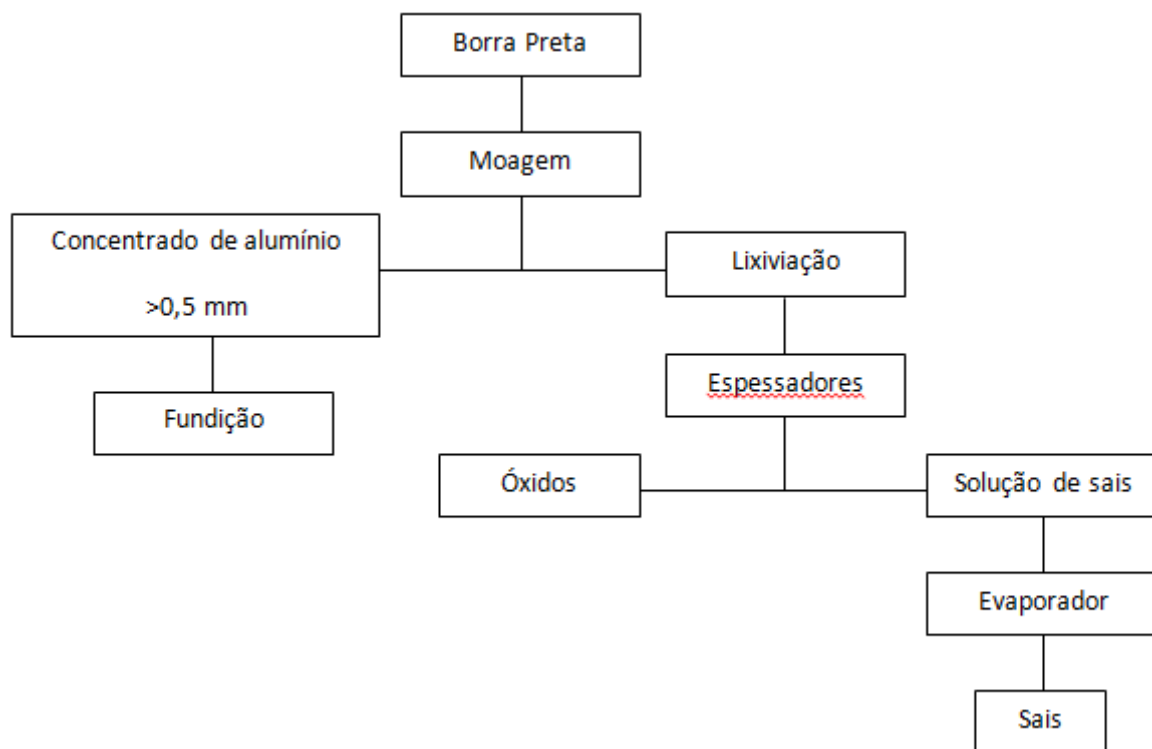 Borra Preta
Moagem
Concentrado de alumínio
>0,5 mm
Lixiviação
Fundição
Espessadores
Óxidos
Solução de sais
Evaporador
Sais